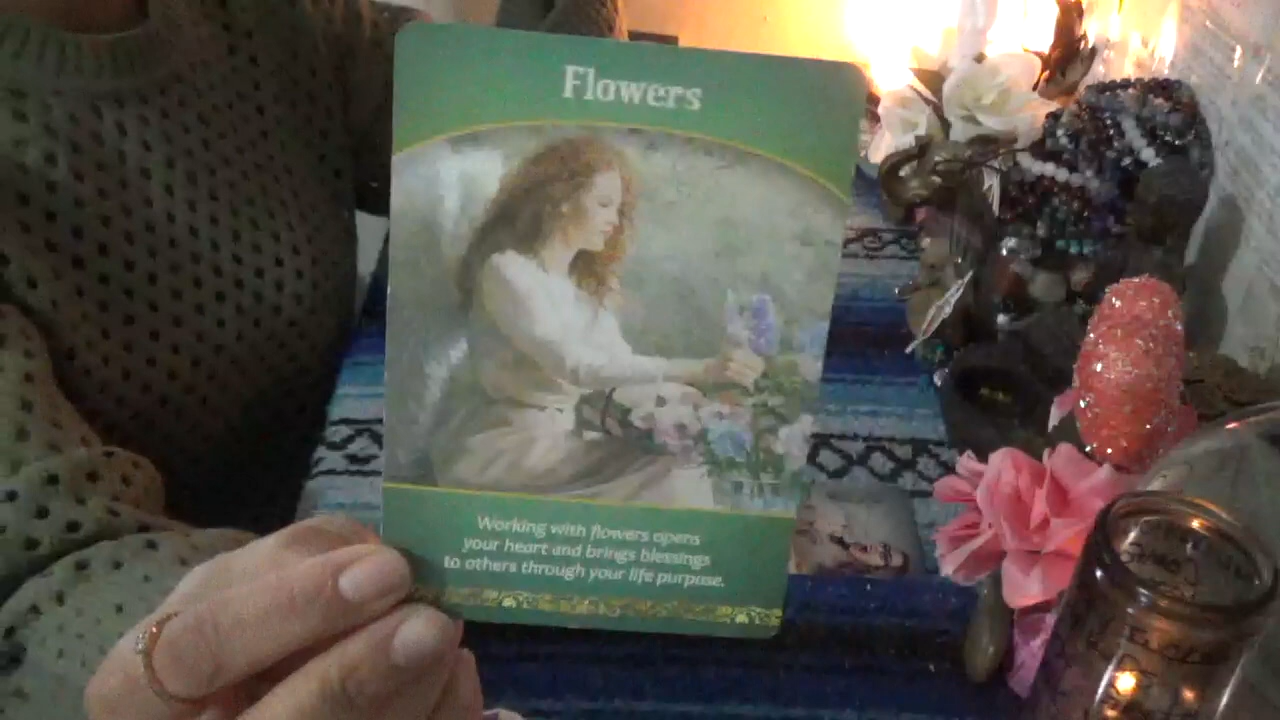 Flowers
Working with flowers opens
your heart and brings blessings
to others through your life purpose.